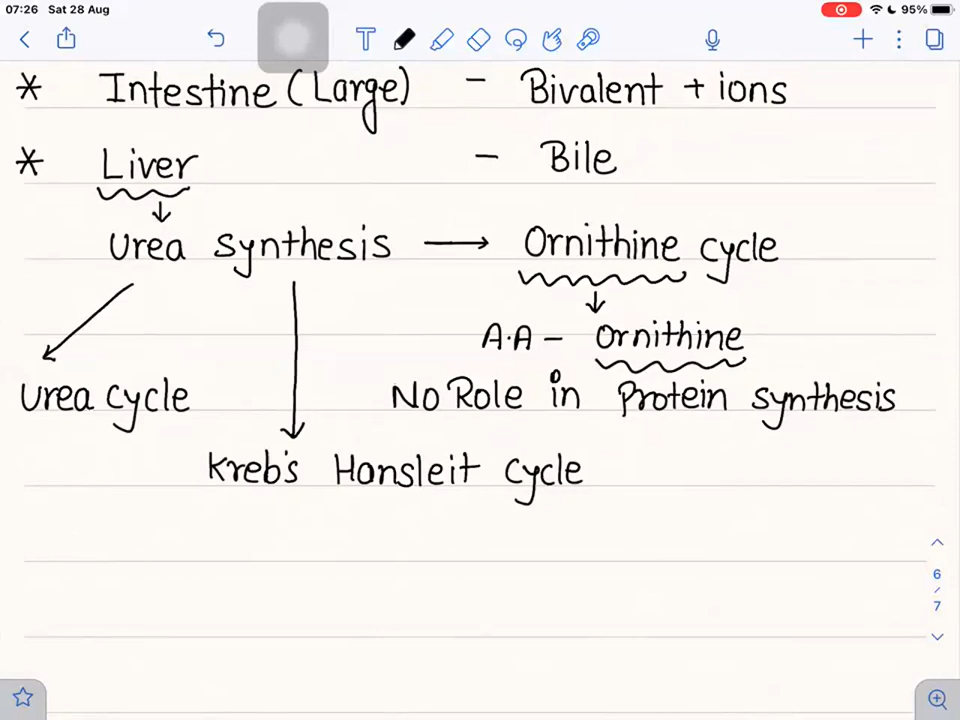 07:26 Sat 28 Aug 95%
T
* Intestine (Large) - Bivalent + ions
* Liver - Bile
↓
Urea synthesis → Ornithine cycle
↓
A.A - Ornithine
Urea cycle No Role in Protein synthesis
Kreb's Hansleit cycle
6
/
7